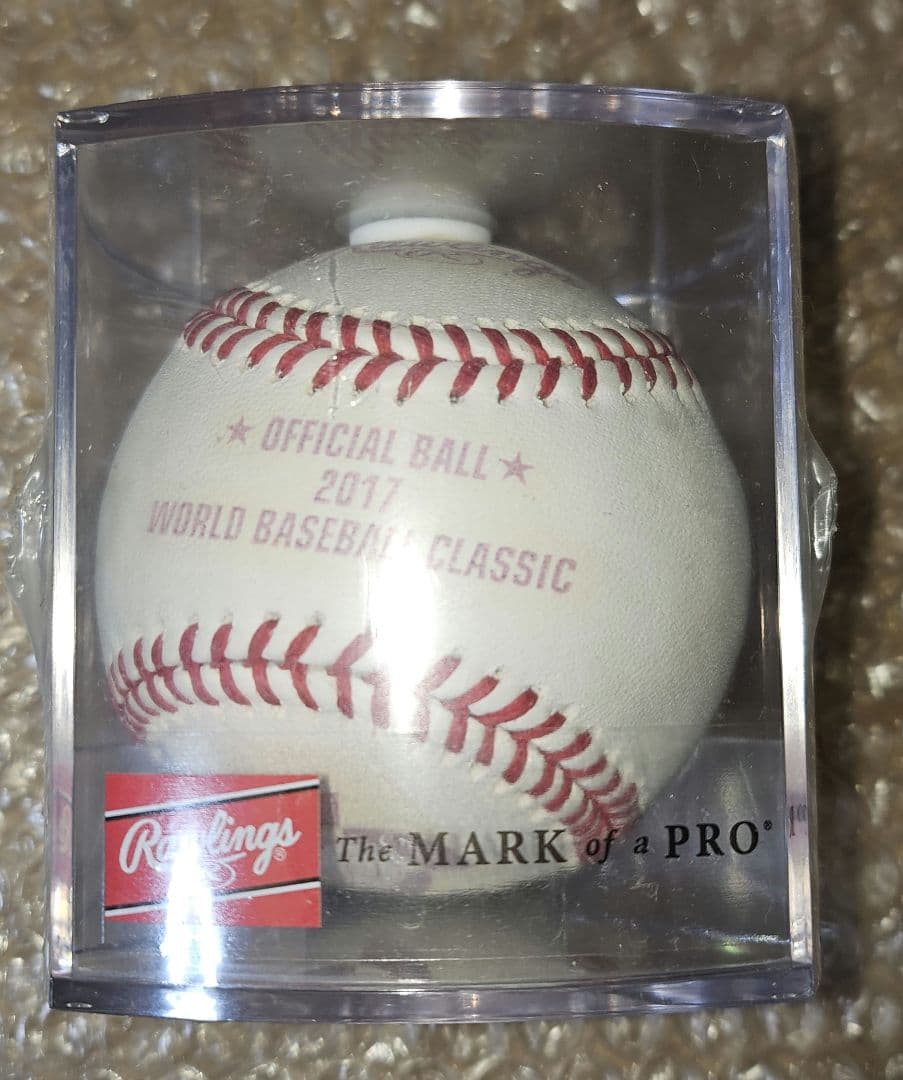 ★ OFFICIAL BALL ★
2017
WORLD BASEBALL CLASSIC
Rawlings®
The MARK of a PRO®